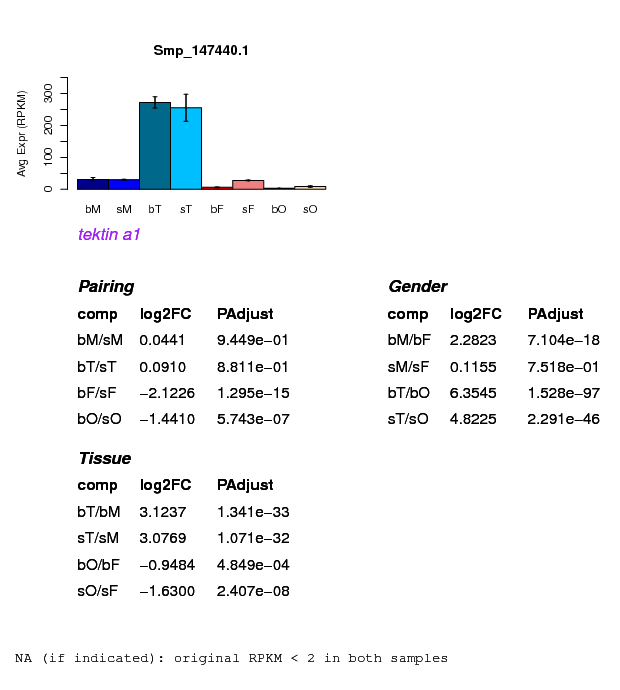 Smp_147440.1
Avg Expr (RPKM)
300
200
100
0
bM sM bT sT bF sF bO sO
tektin a1
Pairing
comp log2FC PAdjust
bM/sM 0.0441 9.449e−01
bT/sT 0.0910 8.811e−01
bF/sF −2.1226 1.295e−15
bO/sO −1.4410 5.743e−07
Gender
comp log2FC PAdjust
bM/bF 2.2823 7.104e−18
sM/sF 0.1155 7.518e−01
bT/bO 6.3545 1.528e−97
sT/sO 4.8225 2.291e−46
Tissue
comp log2FC PAdjust
bT/bM 3.1237 1.341e−33
sT/sM 3.0769 1.071e−32
bO/bF −0.9484 4.849e−04
sO/sF −1.6300 2.407e−08
NA (if indicated): original RPKM < 2 in both samples